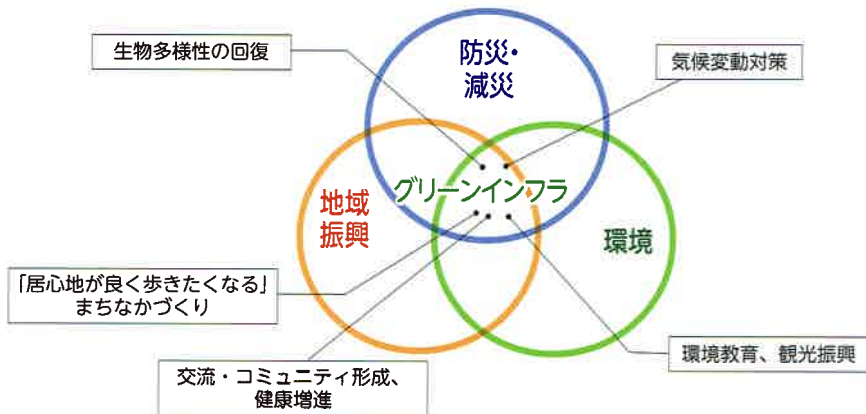 生物多様性の回復
防災・
減災
気候変動対策
グリーンインフラ
地域
振興
環境
「居心地が良く歩きたくなる」
まちなかづくり
環境教育、観光振興
交流・コミュニティ形成、
健康増進